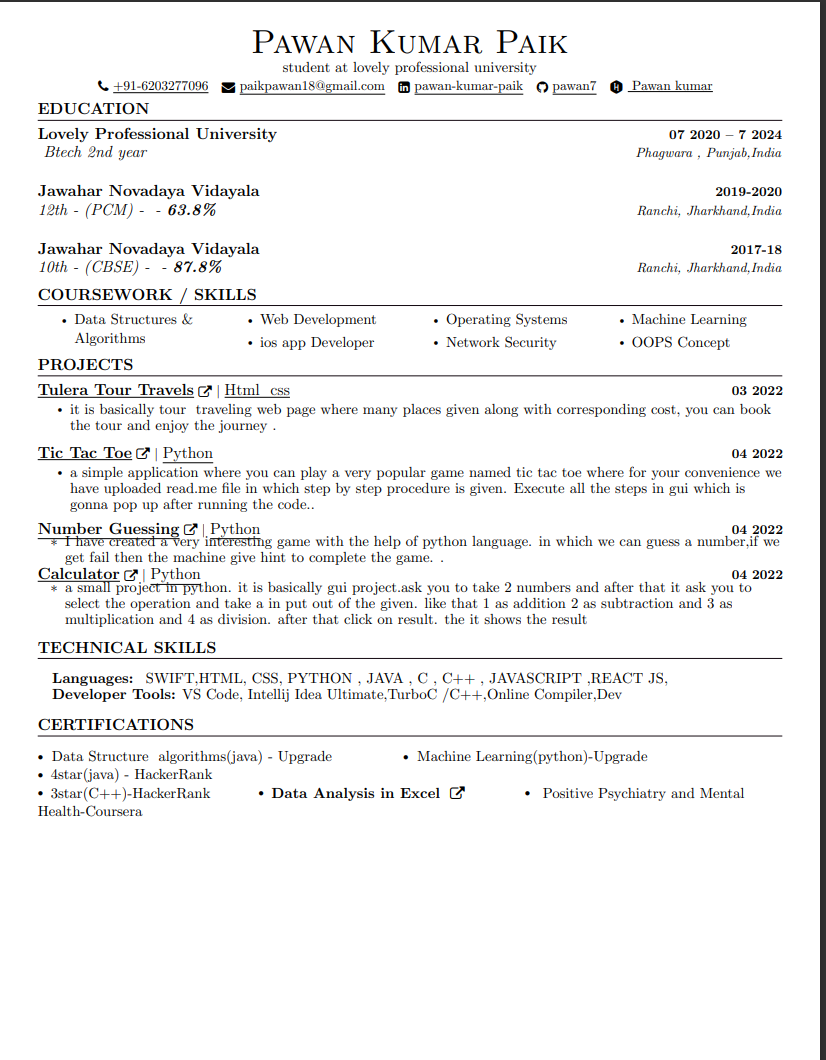 Pawan Kumar Paik
student at lovely professional university
+91-6203277096 paikpawan18@gmail.com pawan-kumar-paik pawan7 Pawan kumar
EDUCATION
Lovely Professional University 07 2020 – 7 2024
Btech 2nd year Phagwara , Punjab,India
Jawahar Novadaya Vidayala 2019-2020
12th - (PCM) - - 63.8% Ranchi, Jharkhand,India
Jawahar Novadaya Vidayala 2017-18
10th - (CBSE) - - 87.8% Ranchi, Jharkhand,India
COURSEWORK / SKILLS
• Data Structures & • Web Development • Operating Systems • Machine Learning
Algorithms • ios app Developer • Network Security • OOPS Concept
PROJECTS
Tulera Tour Travels | Html css 03 2022
• it is basically tour traveling web page where many places given along with corresponding cost, you can book
the tour and enjoy the journey .
Tic Tac Toe | Python 04 2022
• a simple application where you can play a very popular game named tic tac toe where for your convenience we
have uploaded read.me file in which step by step procedure is given. Execute all the steps in gui which is
gonna pop up after running the code..
Number Guessing | Python 04 2022
* I have created a very interesting game with the help of python language. in which we can guess a number,if we
get fail then the machine give hint to complete the game. .
Calculator | Python 04 2022
* a small project in python. it is basically gui project.ask you to take 2 numbers and after that it ask you to
select the operation and take a in put out of the given. like that 1 as addition 2 as subtraction and 3 as
multiplication and 4 as division. after that click on result. the it shows the result
TECHNICAL SKILLS
Languages: SWIFT,HTML, CSS, PYTHON , JAVA , C , C++ , JAVASCRIPT ,REACT JS,
Developer Tools: VS Code, Intellij Idea Ultimate,TurboC /C++,Online Compiler,Dev
CERTIFICATIONS
• Data Structure algorithms(java) - Upgrade • Machine Learning(python)-Upgrade
• 4star(java) - HackerRank
• 3star(C++)-HackerRank • Data Analysis in Excel • Positive Psychiatry and Mental
Health-Coursera